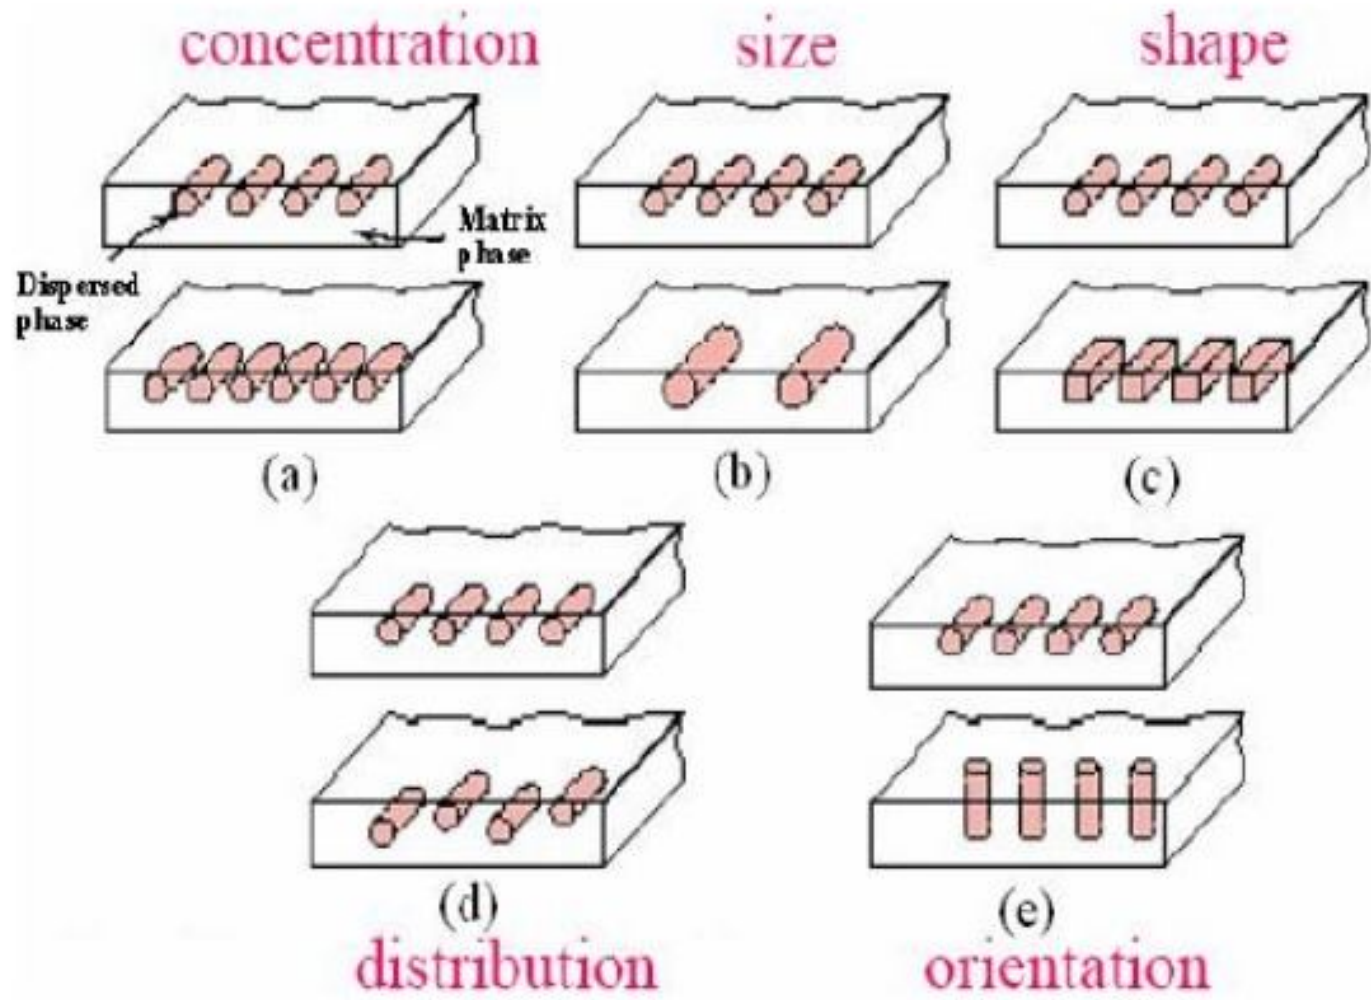 concentration
size
shape
Matrix
phase
Dispersed
phase
(a)
(b)
(c)
(d)
(e)
distribution
orientation